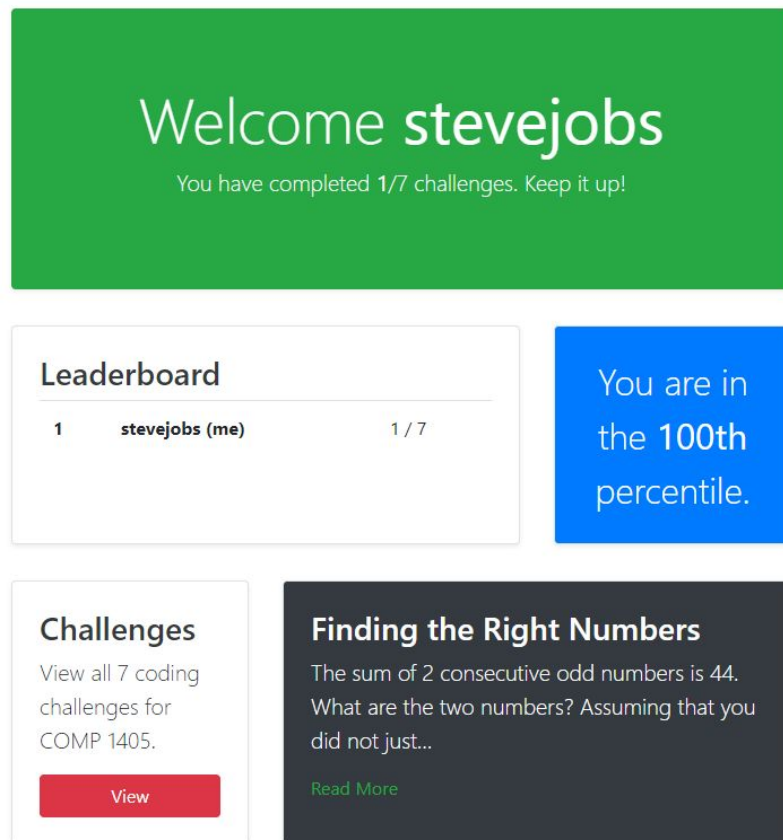 Welcome stevejobs
You have completed 1/7 challenges. Keep it up!
Leaderboard
1 stevejobs (me) 1 / 7
You are in
the 100th
percentile.
Challenges
View all 7 coding
challenges for
COMP 1405.
View
Finding the Right Numbers
The sum of 2 consecutive odd numbers is 44.
What are the two numbers? Assuming that you
did not just...
Read More